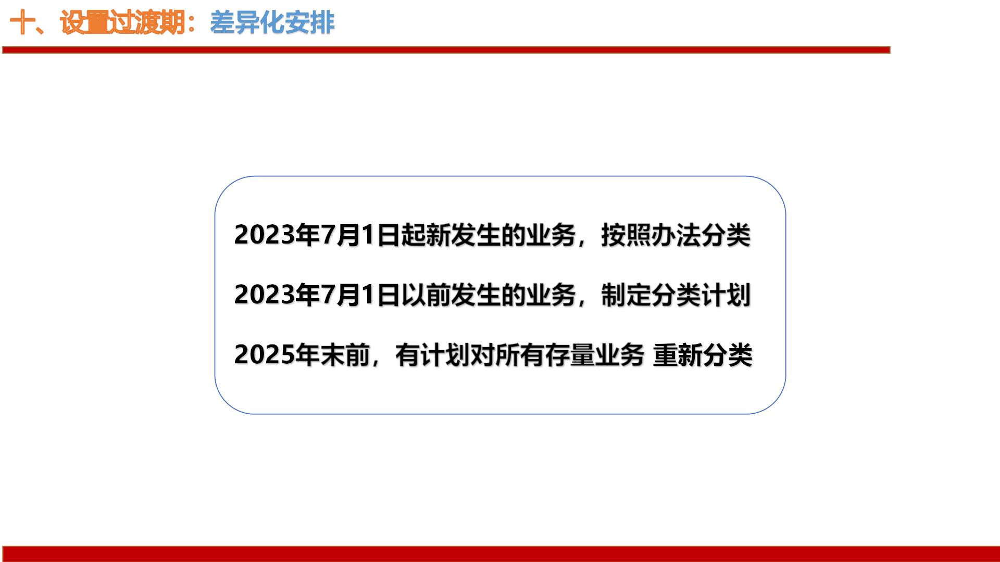 十、设置过渡期：差异化安排
2023年7月1日起新发生的业务，按照办法分类
2023年7月1日以前发生的业务，制定分类计划
2025年末前，有计划对所有存量业务 重新分类